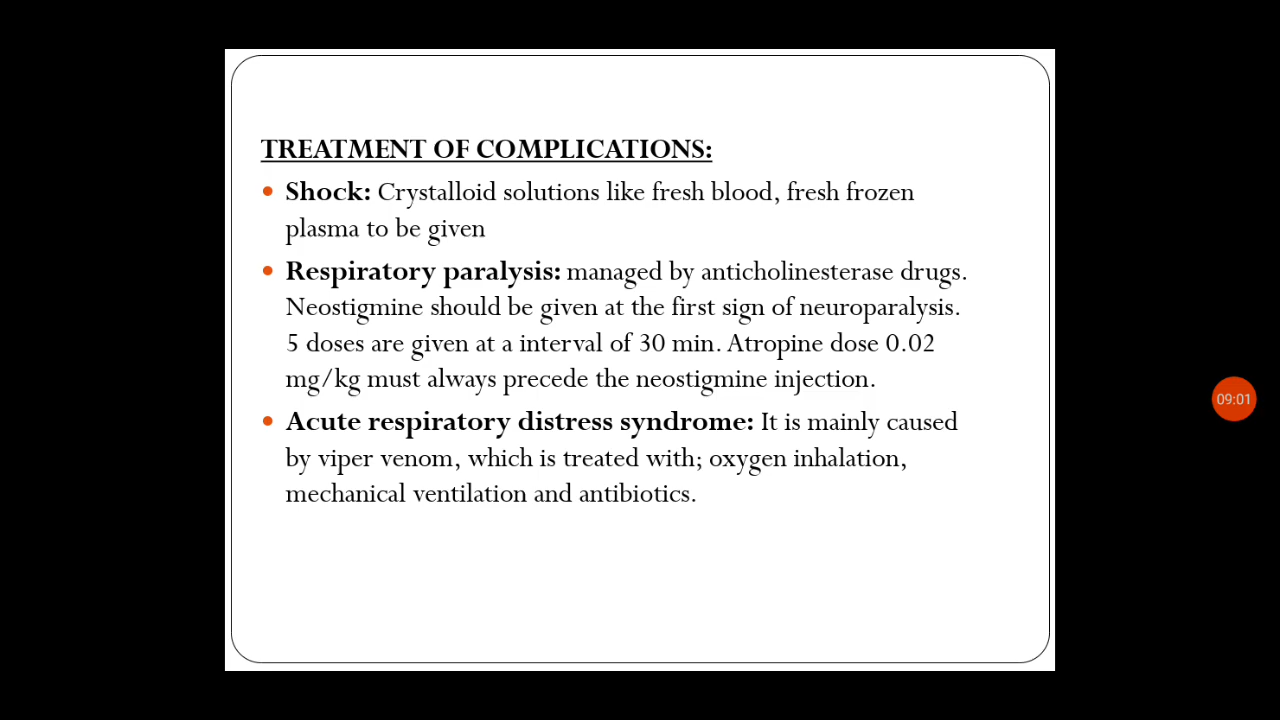 TREATMENT OF COMPLICATIONS:
• Shock: Crystalloid solutions like fresh blood, fresh frozen
plasma to be given
• Respiratory paralysis: managed by anticholinesterase drugs.
Neostigmine should be given at the first sign of neuroparalysis.
5 doses are given at a interval of 30 min. Atropine dose 0.02
mg/kg must always precede the neostigmine injection.
• Acute respiratory distress syndrome: It is mainly caused
by viper venom, which is treated with; oxygen inhalation,
mechanical ventilation and antibiotics.
09:01